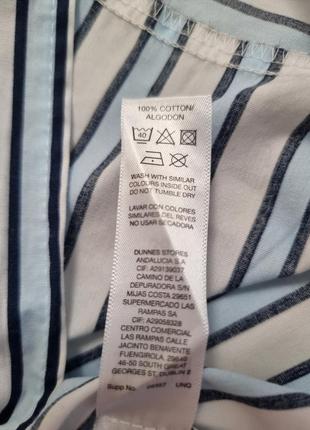 100% COTTON/
ALGODON
40
WASH WITH SIMILAR
COLOURS INSIDE OUT
DO NOT TUMBLE DRY
LAVAR CON COLORES
SIMILARES DEL REVES
NO USAR SECADORA
DUNNES STORES
ANDALUCIA S.A
CIF: A29139037
CAMINO DE LA
DEPURADORA S/N
MIJAS COSTA 29651
SUPERMERCADO LAS
RAMPAS S.A
CIF: A29058328
CENTRO COMERCIAL
LAS RAMPAS CALLE
JACINTO BENAVENTE
FUENGIROLA, 29640
46-50 SOUTH GREAT
GEORGES ST, DUBLIN 2
Supp No. UNQ